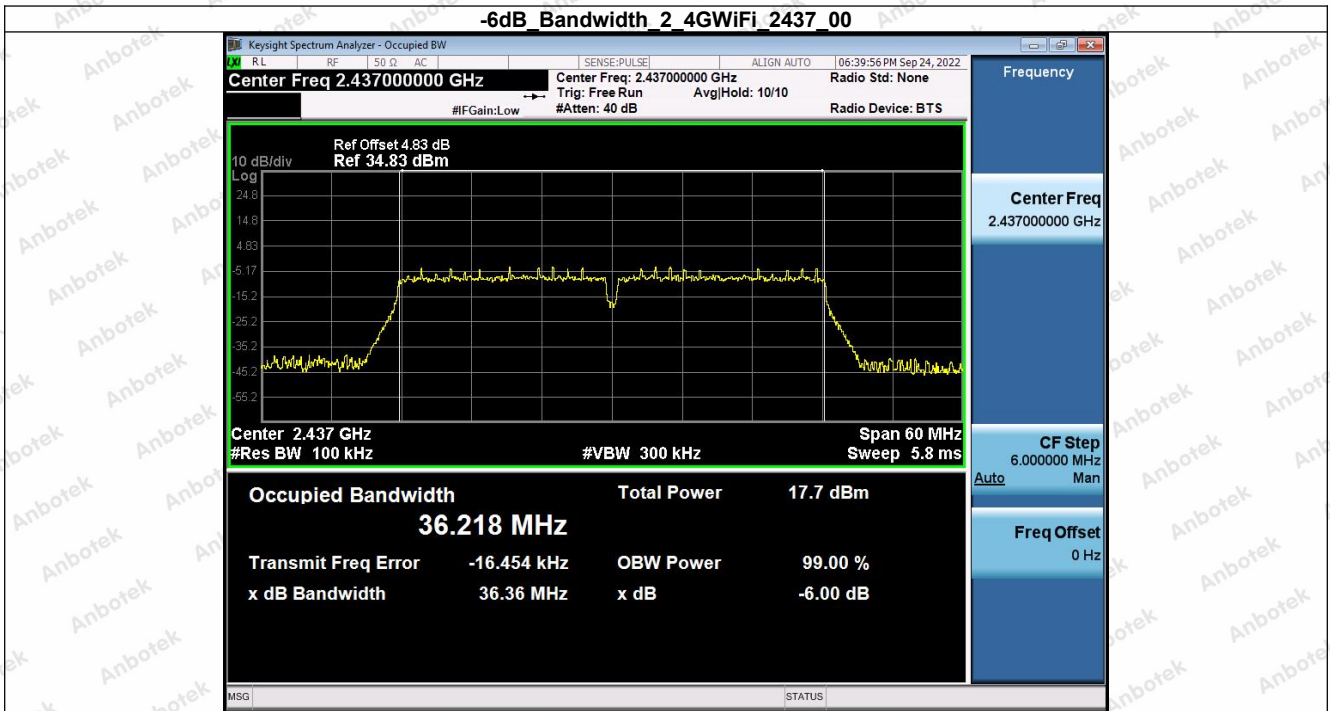 -6dB_Bandwidth_2_4GWiFi_2437_00
Keysight Spectrum Analyzer - Occupied BW
LXI RL RF 50 Ω AC SENSE:PULSE ALIGN AUTO 06:39:56 PM Sep 24, 2022
Center Freq 2.437000000 GHz
Center Freq: 2.437000000 GHz
Radio Std: None
Trig: Free Run Avg|Hold: 10/10
#IFGain:Low
#Atten: 40 dB
Radio Device: BTS
Ref Offset 4.83 dB
10 dB/div Ref 34.83 dBm
Log
24.8
14.8
4.83
-5.17
-15.2
-25.2
-35.2
-45.2
-55.2
Center 2.437 GHz Span 60 MHz
#Res BW 100 kHz #VBW 300 kHz Sweep 5.8 ms
Occupied Bandwidth Total Power 17.7 dBm
36.218 MHz
Transmit Freq Error -16.454 kHz OBW Power 99.00 %
x dB Bandwidth 36.36 MHz x dB -6.00 dB
MSG STATUS
Frequency
Center Freq
2.437000000 GHz
CF Step
6.000000 MHz
Auto Man
Freq Offset
0 Hz
Anbotek